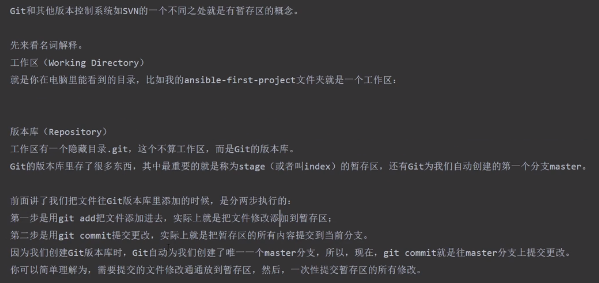 Git和其他版本控制系统如SVN的一个不同之处就是有暂存区的概念。
先来看名词解释。
工作区（Working Directory）
就是你在电脑里能看到的目录，比如我的ansible-first-project文件夹就是一个工作区：
版本库（Repository）
工作区有一个隐藏目录.git，这个不算工作区，而是Git的版本库。
Git的版本库里存了很多东西，其中最重要的就是称为stage（或者叫index）的暂存区，还有Git为我们自动创建的第一个分支master。
前面讲了我们把文件往Git版本库里添加的时候，是分两步执行的：
第一步是用git add把文件添加进去，实际上就是把文件修改添加到暂存区；
第二步是用git commit提交更改，实际上就是把暂存区的所有内容提交到当前分支。
因为我们创建Git版本库时，Git自动为我们创建了唯一一个master分支，所以，现在，git commit就是往master分支上提交更改。
你可以简单理解为，需要提交的文件修改通通放到暂存区，然后，一次性提交暂存区的所有修改。